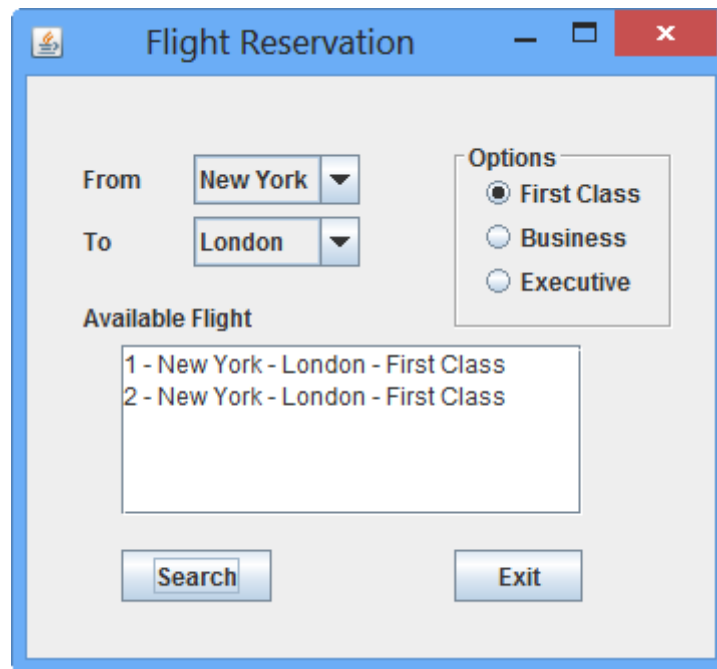 Flight Reservation
From
New York
To
London
Options
First Class
Business
Executive
Available Flight
1 - New York - London - First Class
2 - New York - London - First Class
Search
Exit